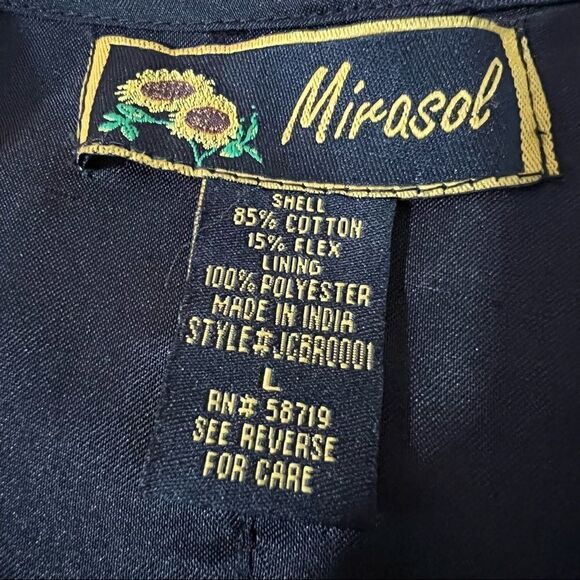 Mirasol
SHELL
85% COTTON
15% FLEX
LINING
100% POLYESTER
MADE IN INDIA
STYLE#JC6R0001
L
RN# 58719
SEE REVERSE
FOR CARE